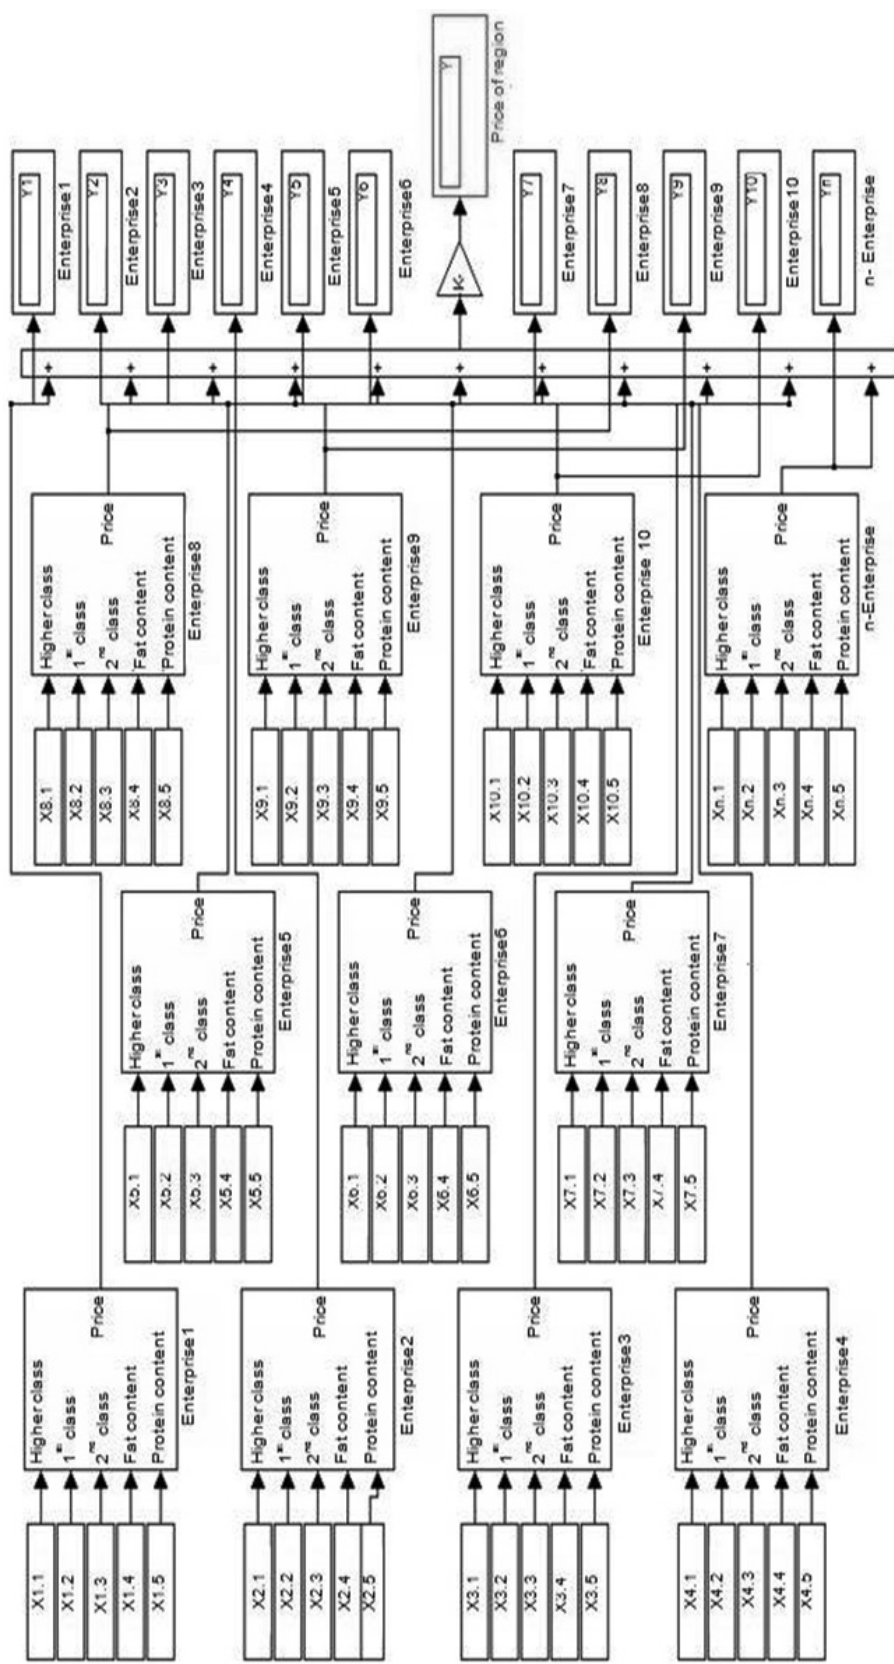 X1.1
X1.2
X1.3
X1.4
X1.5
Higher class
1st class
2nd class
Fat content
Protein content
Price
Enterprise1
X2.1
X2.2
X2.3
X2.4
X2.5
Higher class
1st class
2nd class
Fat content
Protein content
Price
Enterprise2
X3.1
X3.2
X3.3
X3.4
X3.5
Higher class
1st class
2nd class
Fat content
Protein content
Price
Enterprise3
X4.1
X4.2
X4.3
X4.4
X4.5
Higher class
1st class
2nd class
Fat content
Protein content
Price
Enterprise4
X5.1
X5.2
X5.3
X5.4
X5.5
Higher class
1st class
2nd class
Fat content
Protein content
Price
Enterprise5
X6.1
X6.2
X6.3
X6.4
X6.5
Higher class
1st class
2nd class
Fat content
Protein content
Price
Enterprise6
X7.1
X7.2
X7.3
X7.4
X7.5
Higher class
1st class
2nd class
Fat content
Protein content
Price
Enterprise7
X8.1
X8.2
X8.3
X8.4
X8.5
Higher class
1st class
2nd class
Fat content
Protein content
Price
Enterprise8
X9.1
X9.2
X9.3
X9.4
X9.5
Higher class
1st class
2nd class
Fat content
Protein content
Price
Enterprise9
X10.1
X10.2
X10.3
X10.4
X10.5
Higher class
1st class
2nd class
Fat content
Protein content
Price
Enterprise 10
Xn.1
Xn.2
Xn.3
Xn.4
Xn.5
Higher class
1st class
2nd class
Fat content
Protein content
Price
n-Enterprise
+
+
+
+
+
+
+
+
+
+
+
Y1
Enterprise1
Y2
Enterprise2
Y3
Enterprise3
Y4
Enterprise4
Y5
Enterprise5
Y6
Enterprise6
K-
Y
Price of region
Y7
Enterprise7
Y8
Enterprise8
Y9
Enterprise9
Y10
Enterprise10
Yn
n- Enterprise